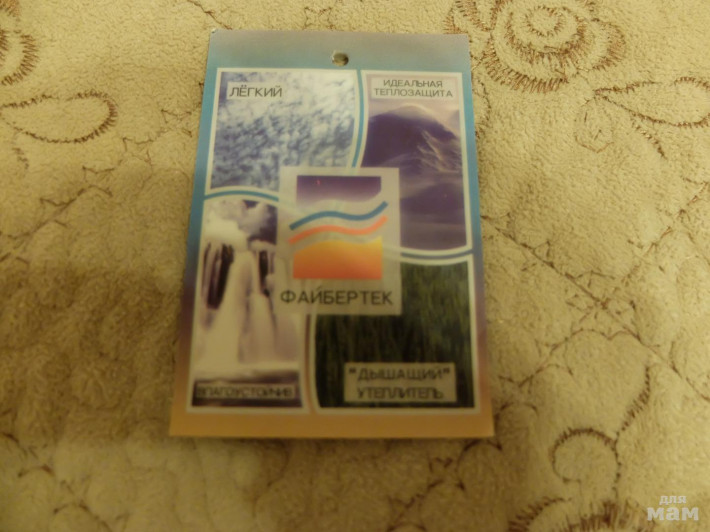 ЛЁГКИЙ
ИДЕАЛЬНАЯ
ТЕПЛОЗАЩИТА
ФАЙБЕРТЕК
ВЛАГОУСТОЙЧИВ
"ДЫШАЩИЙ"
УТЕПЛИТЕЛЬ
для
мам